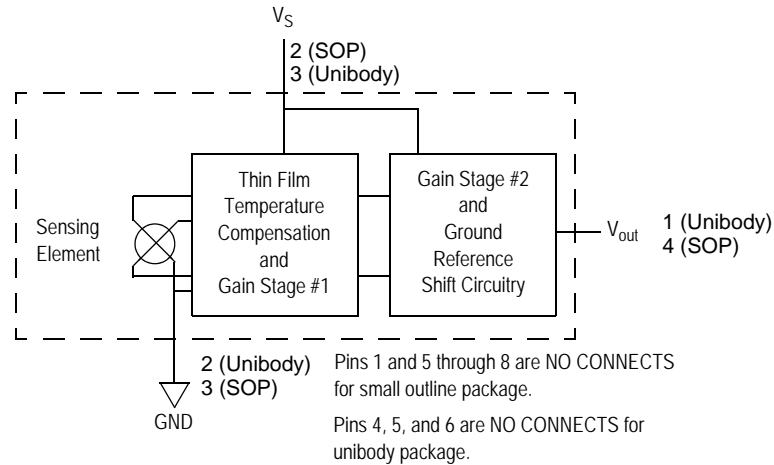 VS
2 (SOP)
3 (Unibody)
Sensing
Element
Thin Film
Temperature
Compensation
and
Gain Stage #1
Gain Stage #2
and
Ground
Reference
Shift Circuitry
Vout
1 (Unibody)
4 (SOP)
2 (Unibody)
3 (SOP)
GND
Pins 1 and 5 through 8 are NO CONNECTS
for small outline package.
Pins 4, 5, and 6 are NO CONNECTS for
unibody package.